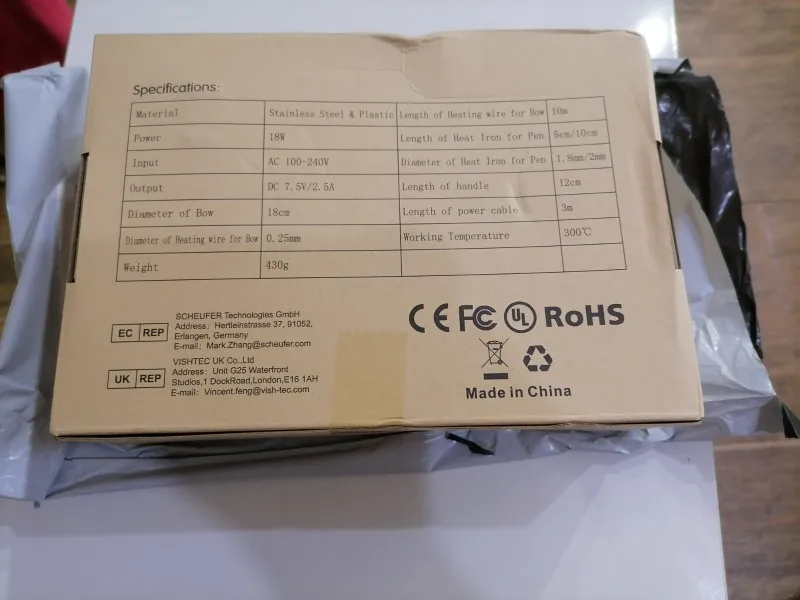 Specifications:
Material Stainless Steel & Plastic Length of Heating wire for Bow 10m
Power 18W Length of Heat Iron for Pen 5cm/10cm
Input AC 100-240V Diameter of Heat Iron for Pen 1.8mm/2mm
Output DC 7.5V/2.5A Length of handle 12cm
Diameter of Bow 18cm Length of power cable 3m
Diameter of Heating wire for Bow 0.25mm Working Temperature 300℃
Weight 430g
EC REP
SCHEUFER Technologies GmbH
Address: Hertleinstrasse 37, 91052,
Erlangen, Germany
E-mail: Mark.Zhang@scheufer.com
UK REP
VISHTEC UK Co.,Ltd
Address: Unit G25 Waterfront
Studios,1 DockRoad,London,E16 1AH
E-mail: Vincent.feng@vish-tec.com
CE FC UL RoHS
Made in China